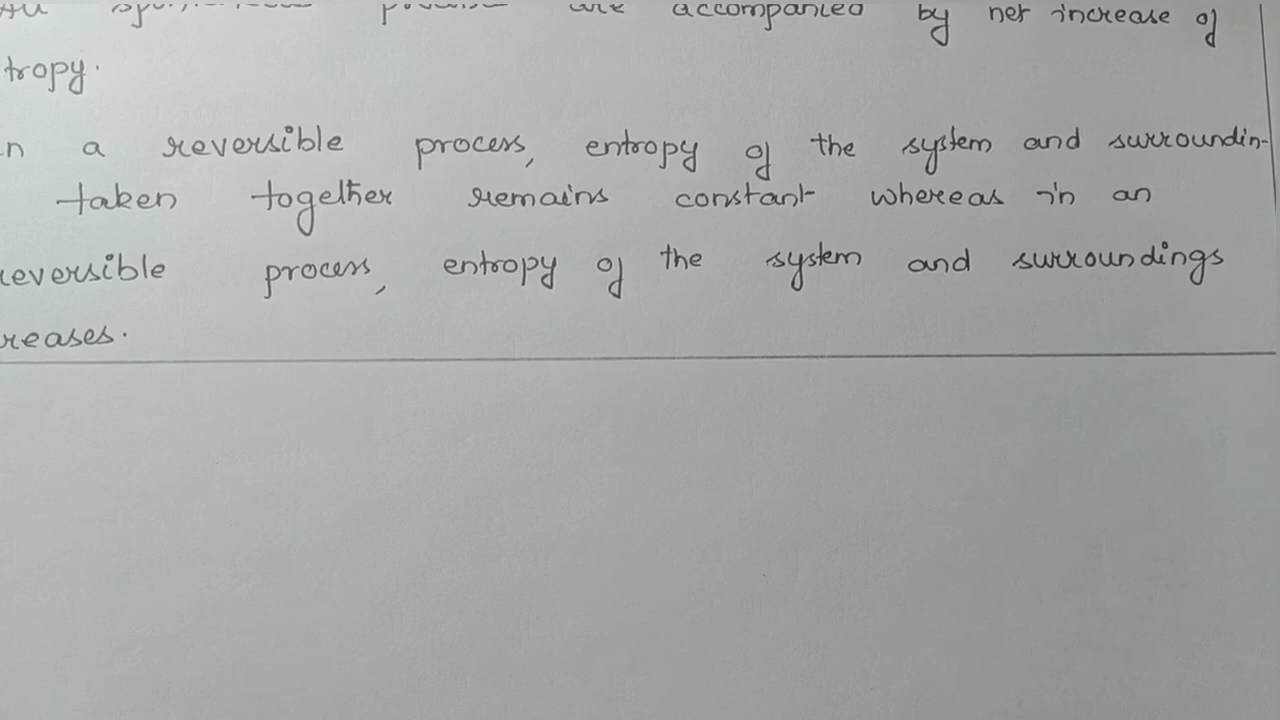 accompanied by net increase of
tropy.
n a reversible process, entropy of the system and surroundin-
taken together remains constant whereas in an
reversible process, entropy of the system and surroundings
reases.